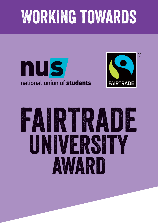 WORKING TOWARDS
nus
national union of students
FAIRTRADE
FAIRTRADE
UNIVERSITY
AWARD